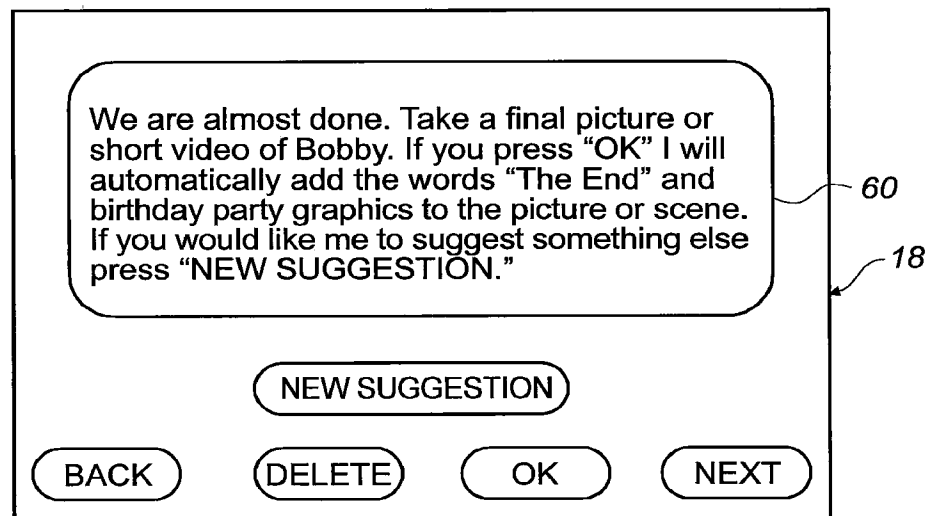 We are almost done. Take a final picture or
short video of Bobby. If you press “OK” I will
automatically add the words “The End” and
birthday party graphics to the picture or scene.
If you would like me to suggest something else
press “NEW SUGGESTION.”
60
18
NEW SUGGESTION
BACK DELETE OK NEXT